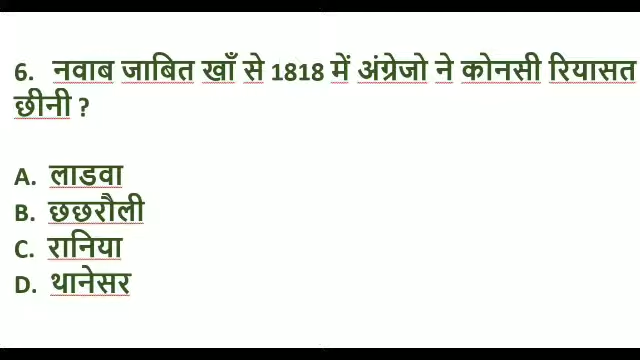 6. नवाब जाबित खाँ से 1818 में अंग्रेजो ने कोनसी रियासत
छीनी ?
A. लाडवा
B. छछरौली
C. रानिया
D. थानेसर